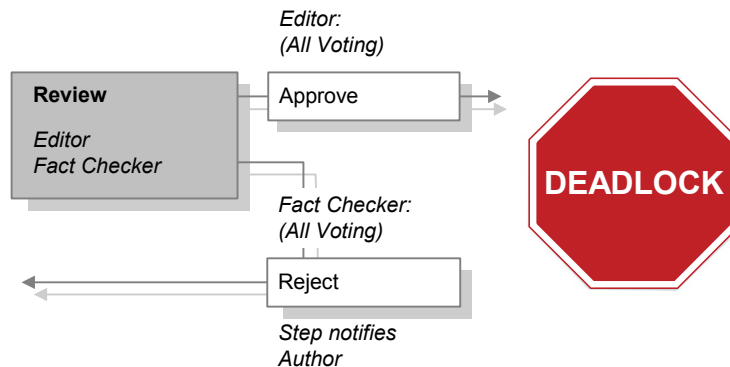 Editor:
(All Voting)
Review
Approve
Editor
Fact Checker
DEADLOCK
Fact Checker:
(All Voting)
Reject
Step notifies
Author